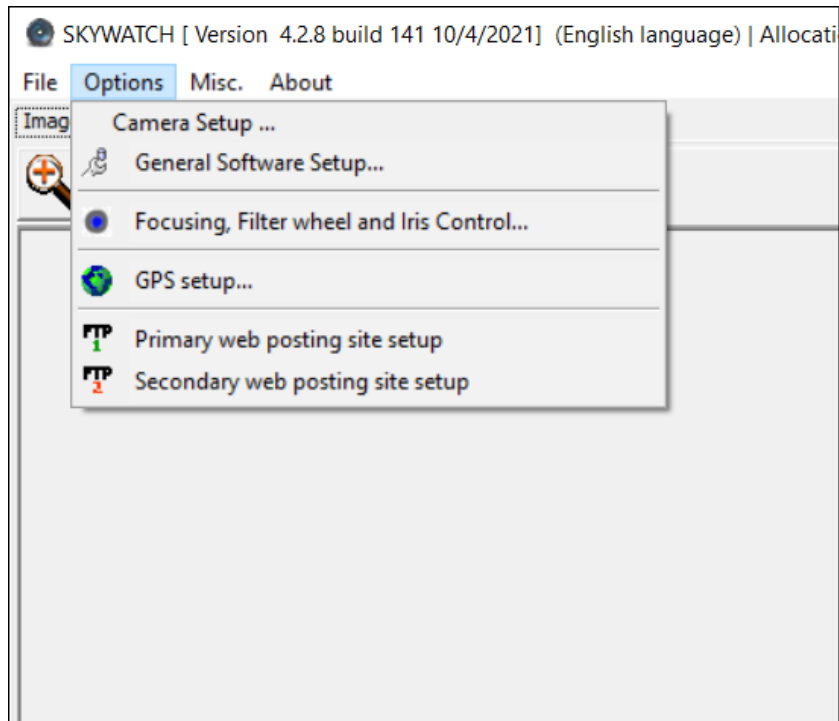 SKYWATCH [ Version  4.2.8 build 141 10/4/2021]  (English language) | Allocati
File Options Misc. About
Imag
Camera Setup ...
General Software Setup...
Focusing, Filter wheel and Iris Control...
GPS setup...
FTP 1 Primary web posting site setup
FTP 2 Secondary web posting site setup